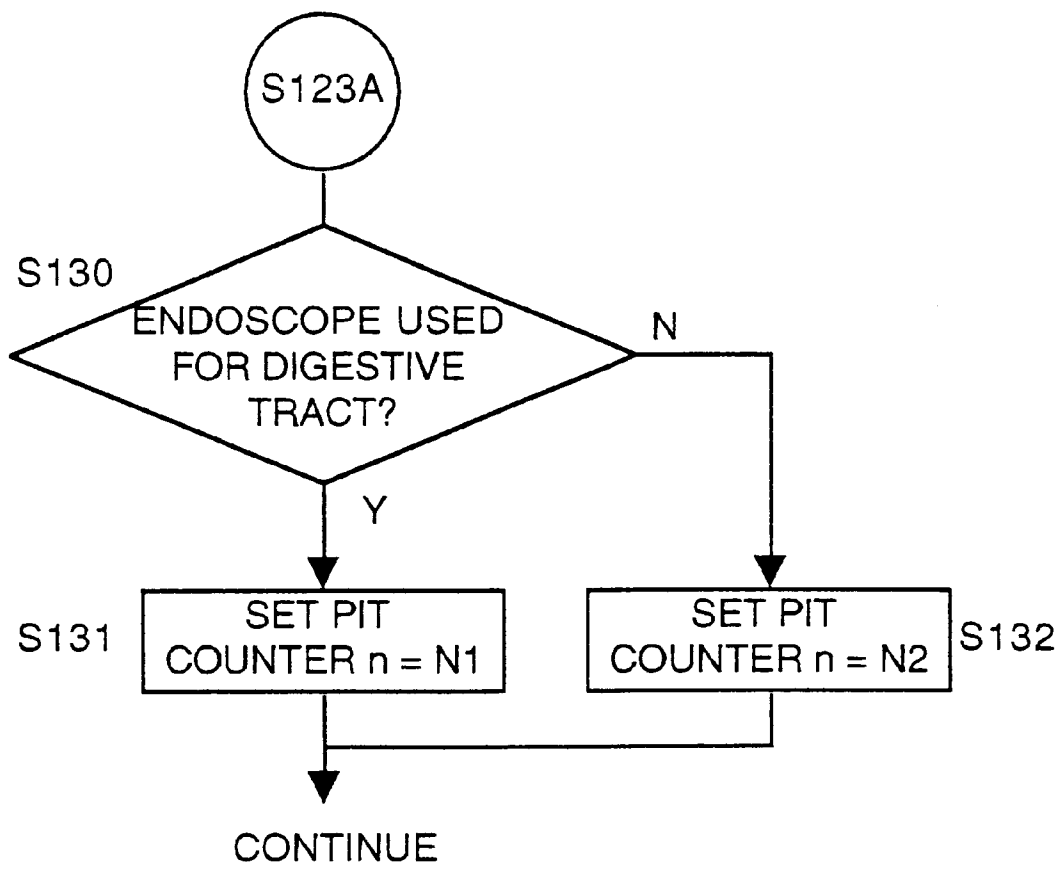 S123A
S130
ENDOSCOPE USED
FOR DIGESTIVE
TRACT?
N
Y
S131
SET PIT
COUNTER n = N1
SET PIT
COUNTER n = N2
S132
CONTINUE